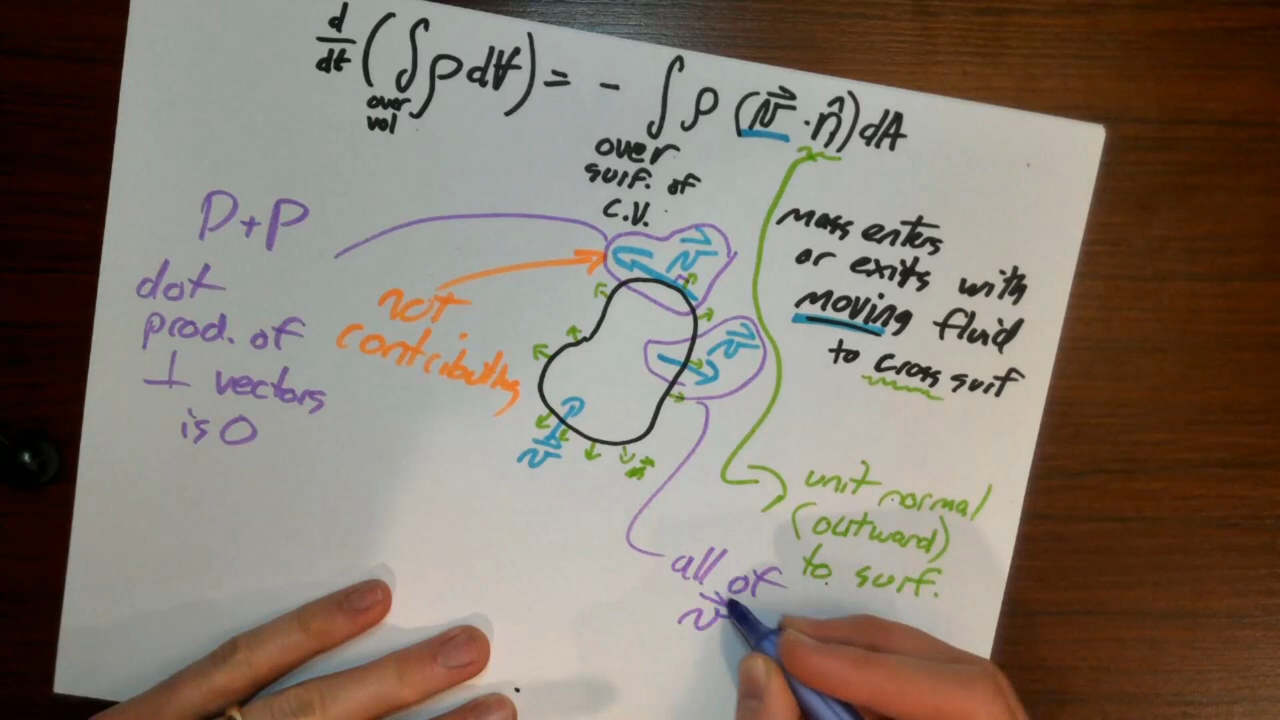 d/dt (∫ρdV̶) = - ∫ρ (v⃗ · n̂)dA
over
vol
over
surf. of
C.V.
mass enters
or exits with
moving fluid
to cross surf
P+P
dot
prod. of
⊥ vectors
is 0
not
contributing
v⃗
v⃗
v⃗
n⃗
unit normal
(outward)
to surf.
all of
v⃗